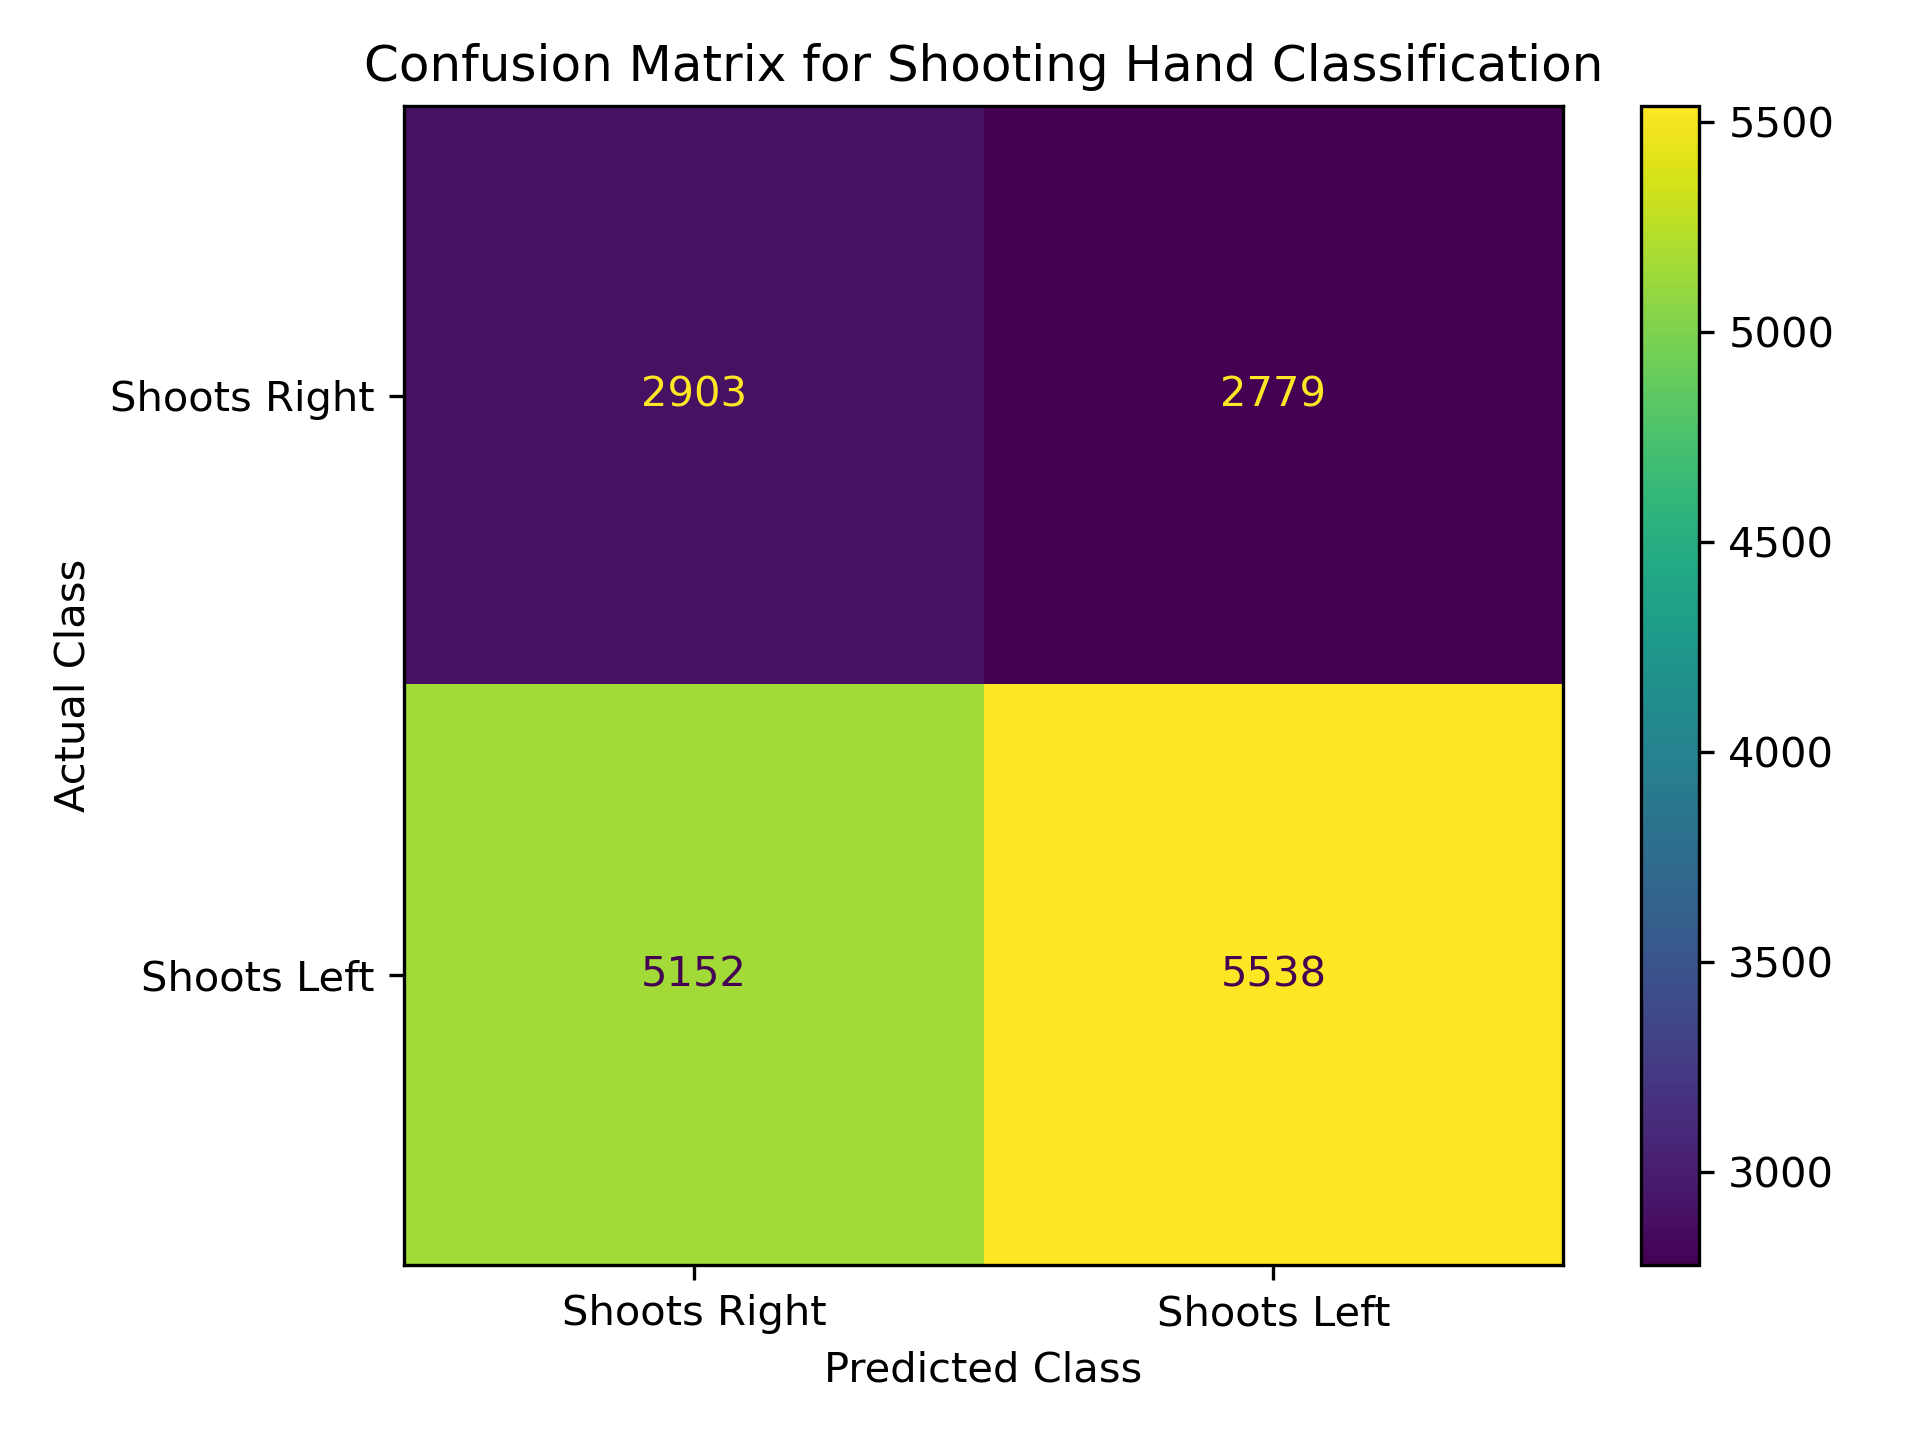 Confusion Matrix for Shooting Hand Classification
Actual Class
Shoots Right
2903
2779
Shoots Left
5152
5538
Shoots Right
Shoots Left
Predicted Class
5500
5000
4500
4000
3500
3000